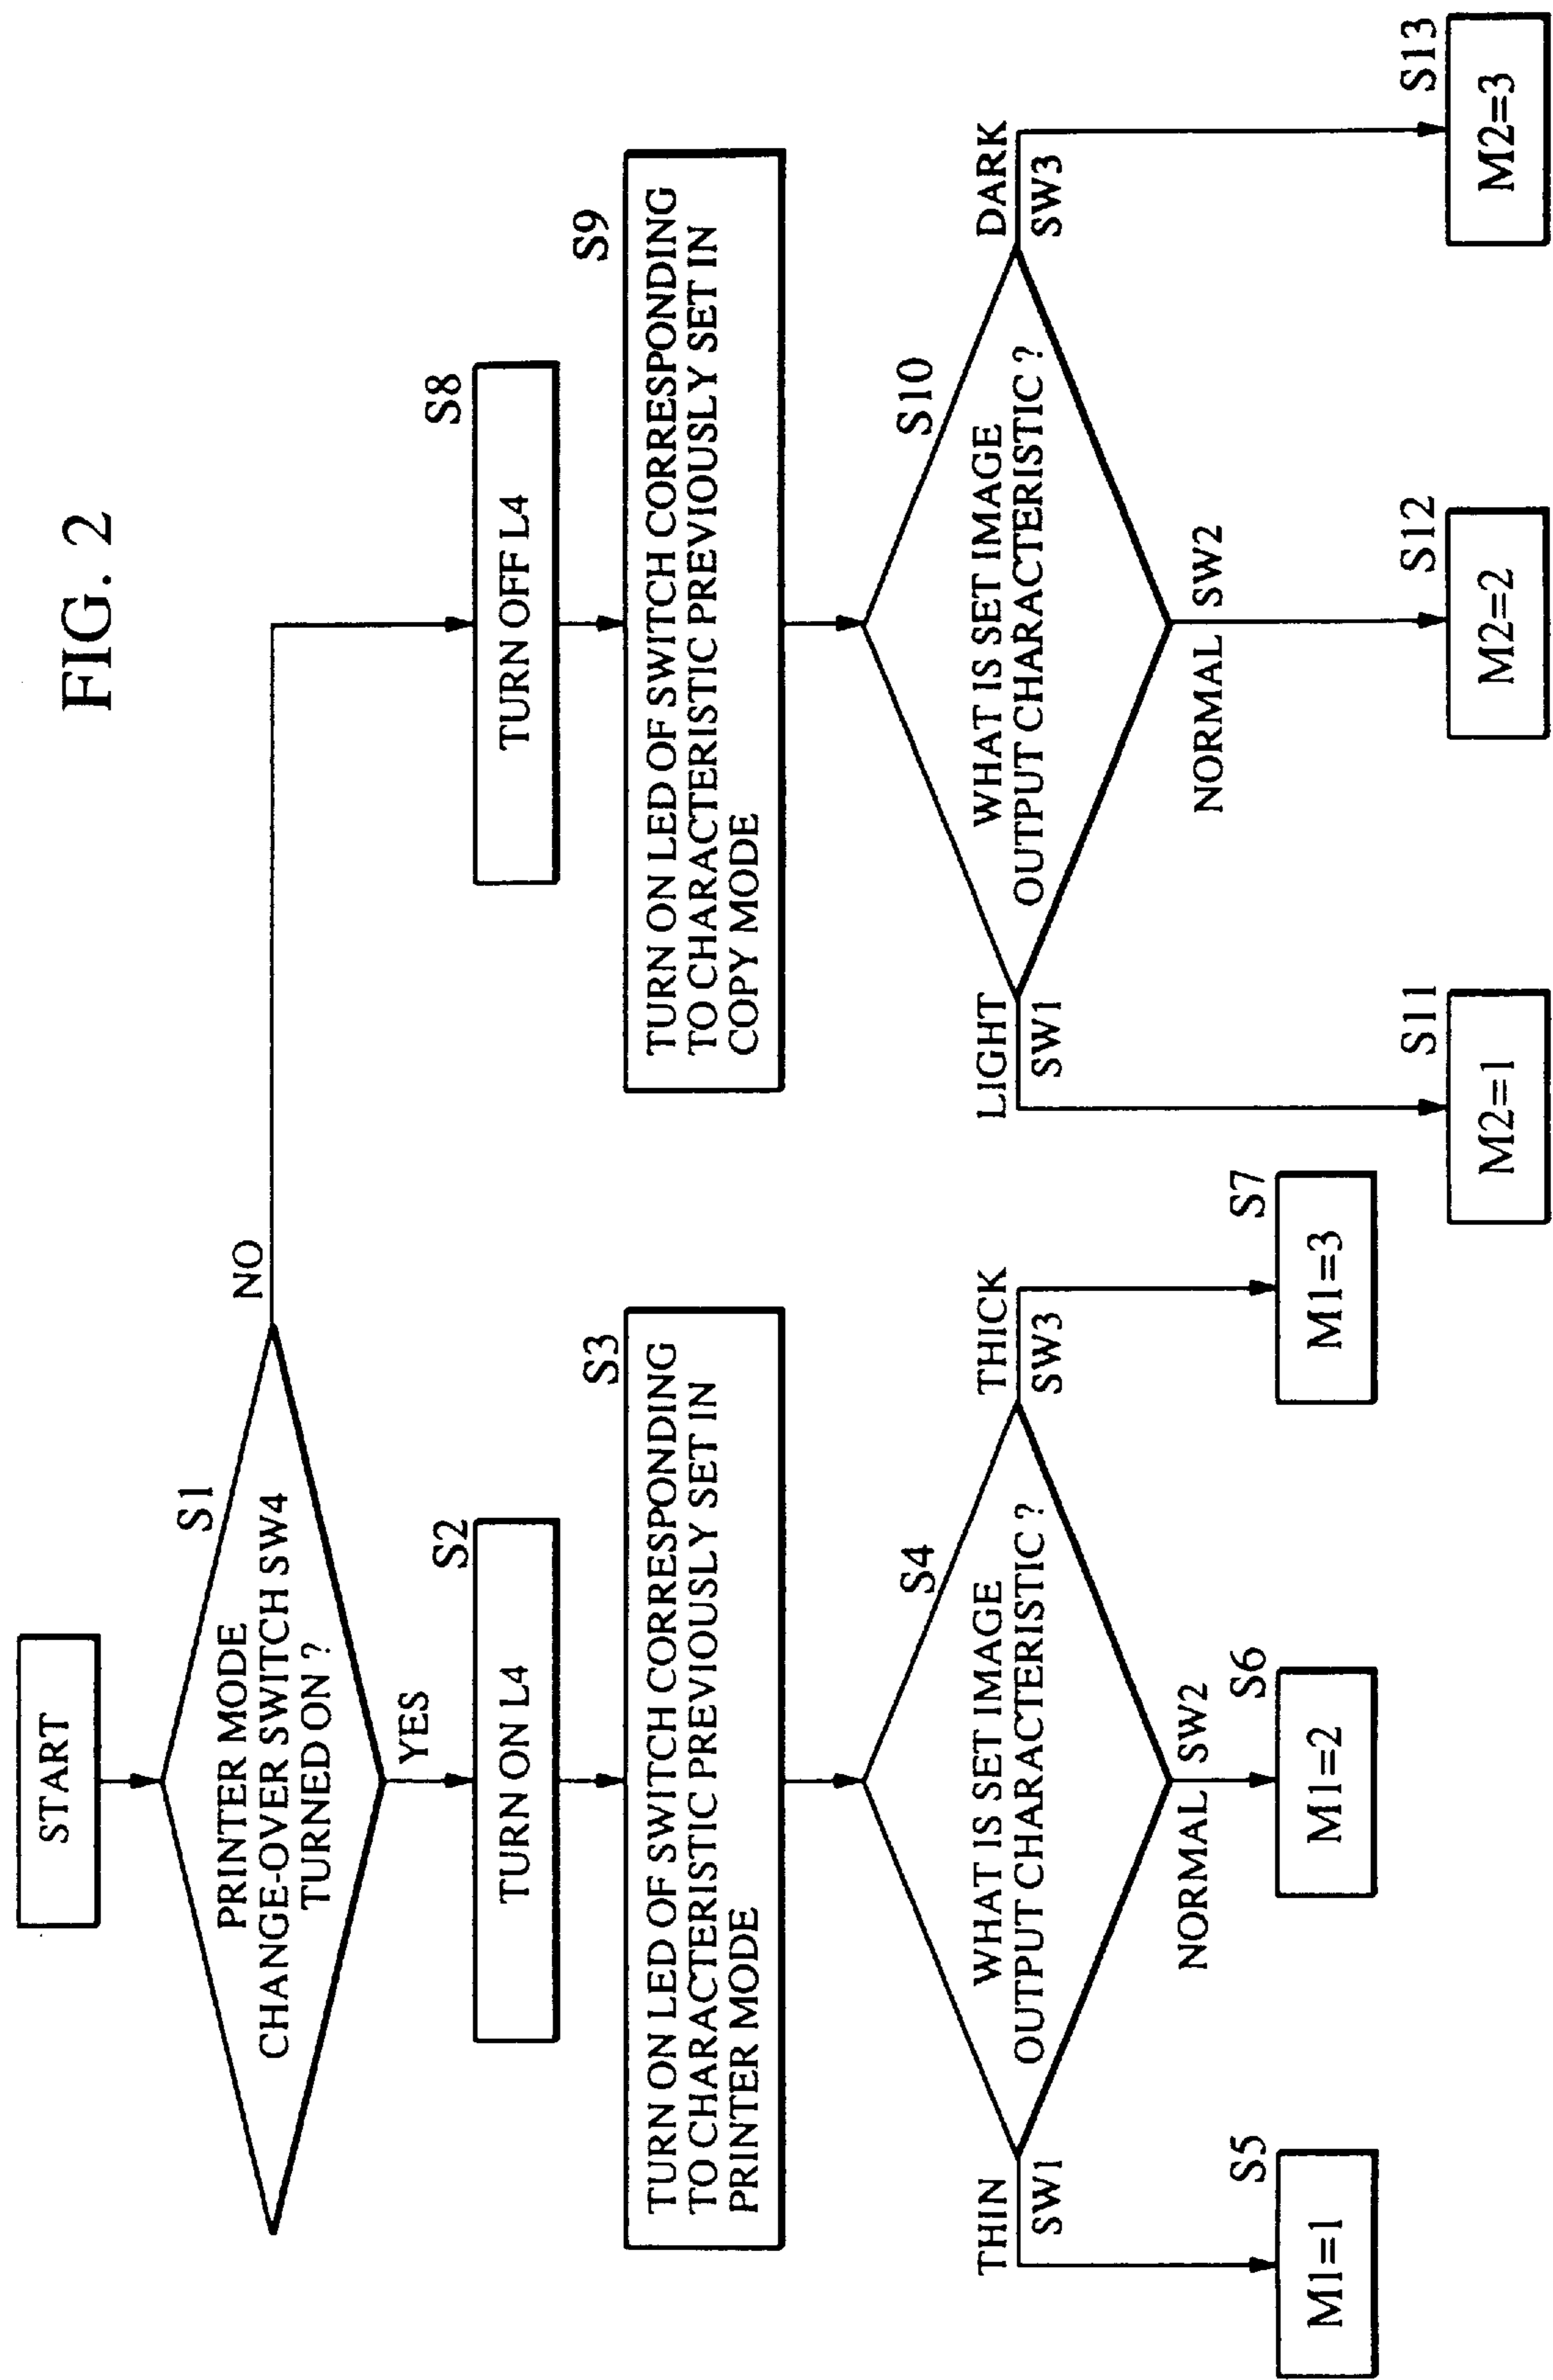 FIG. 2
START
S1
PRINTER MODE
CHANGE-OVER SWITCH SW4
TURNED ON ?
NO
YES
S2
TURN ON L4
S3
TURN ON LED OF SWITCH CORRESPONDING
TO CHARACTERISTIC PREVIOUSLY SET IN
PRINTER MODE
S4
WHAT IS SET IMAGE
OUTPUT CHARACTERISTIC ?
THIN
SW1
NORMAL SW2
THICK
SW3
S5
M1=1
S6
M1=2
S7
M1=3
S8
TURN OFF L4
S9
TURN ON LED OF SWITCH CORRESPONDING
TO CHARACTERISTIC PREVIOUSLY SET IN
COPY MODE
S10
WHAT IS SET IMAGE
OUTPUT CHARACTERISTIC ?
LIGHT
SW1
NORMAL SW2
DARK
SW3
S11
M2=1
S12
M2=2
S13
M2=3